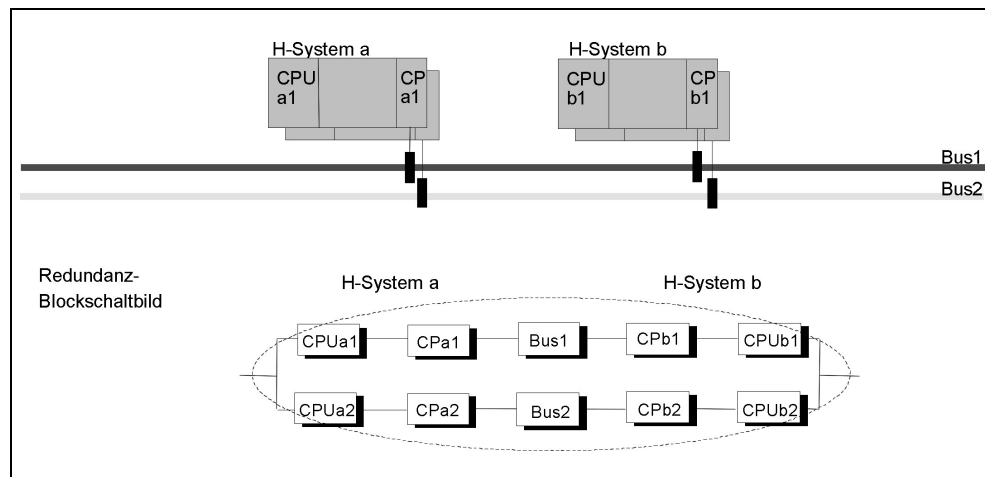 H-System a
H-System b
CPU
a1
CP
a1
CPU
b1
CP
b1
Bus1
Bus2
Redundanz-
Blockschaltbild
H-System a
H-System b
CPUa1
CPa1
Bus1
CPb1
CPUb1
CPUa2
CPa2
Bus2
CPb2
CPUb2